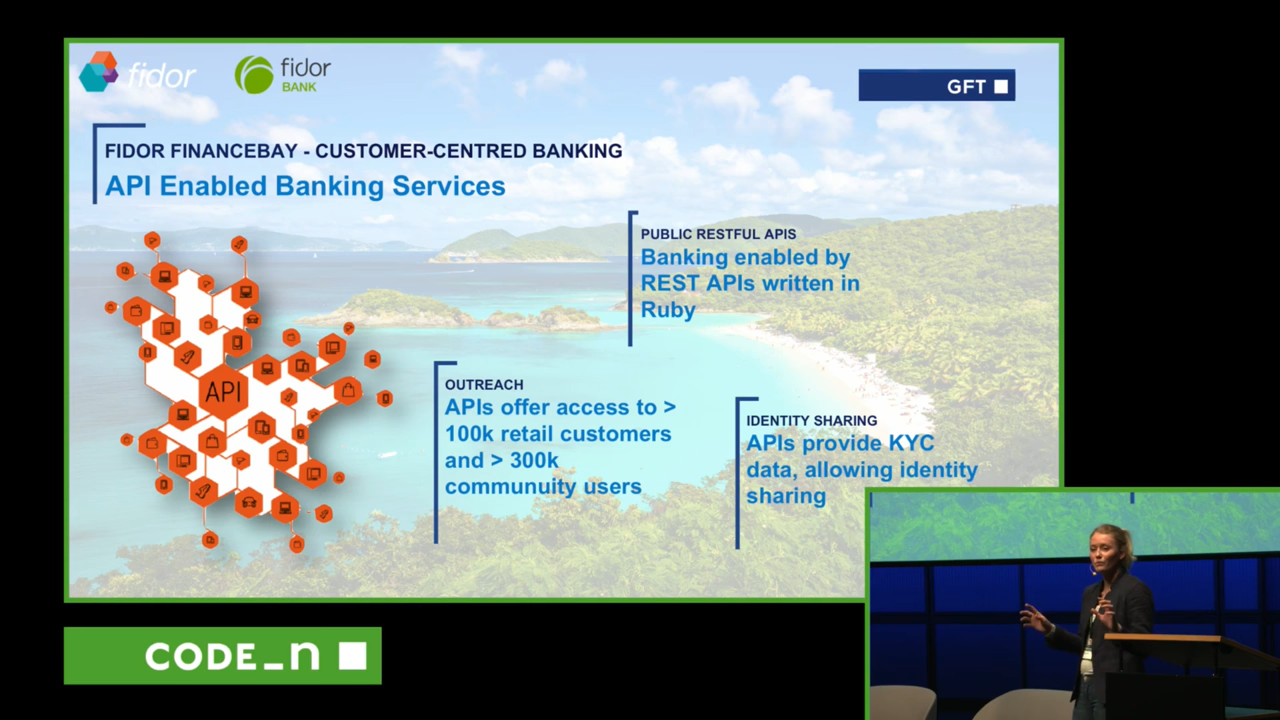 fidor
fidor
BANK
GFT
FIDOR FINANCEBAY - CUSTOMER-CENTRED BANKING
API Enabled Banking Services
PUBLIC RESTFUL APIS
Banking enabled by
REST APIs written in
Ruby
API
OUTREACH
APIs offer access to >
100k retail customers
and > 300k
communuity users
IDENTITY SHARING
APIs provide KYC
data, allowing identity
sharing
CODE_n